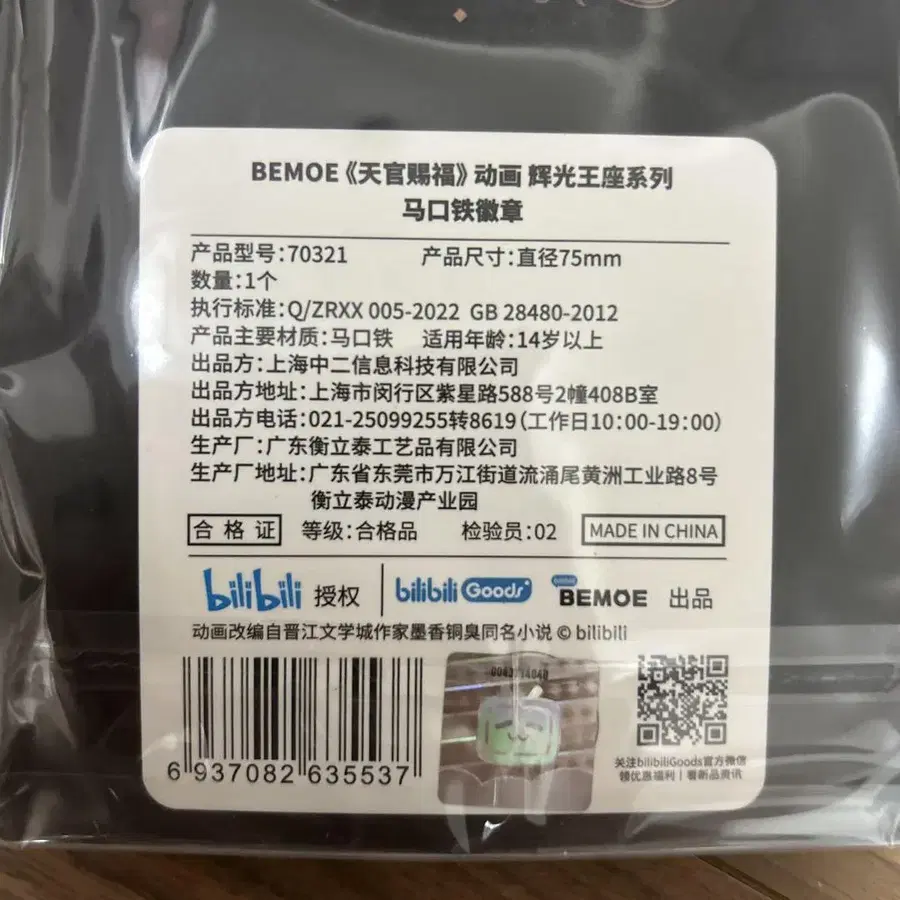 BEMOE《天官赐福》动画 辉光王座系列
马口铁徽章
产品型号:70321 产品尺寸:直径75mm
数量:1个
执行标准:Q/ZRXX 005-2022 GB 28480-2012
产品主要材质:马口铁 适用年龄:14岁以上
出品方:上海中二信息科技有限公司
出品方地址:上海市闵行区紫星路588号2幢408B室
出品方电话:021-25099255转8619(工作日10:00-19:00)
生产厂:广东衡立泰工艺品有限公司
生产厂地址:广东省东莞市万江街道流涌尾黄洲工业路8号
衡立泰动漫产业园
合格证 等级:合格品 检验员:02 MADE IN CHINA
bilibili 授权 bilibili Goods bilibili BEMOE 出品
动画改编自晋江文学城作家墨香铜臭同名小说 © bilibili
6 937082 635537
关注bilibiliGoods官方微信
领优惠福利 | 看新品资讯